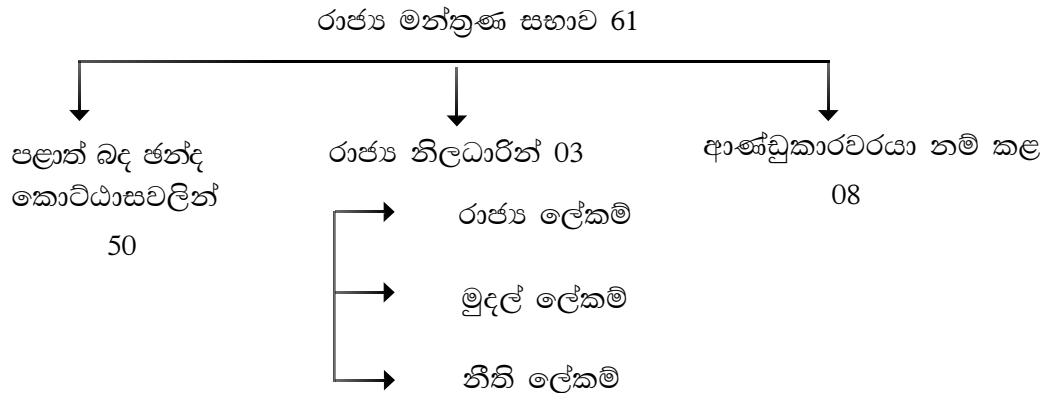 රාජ්‍ය මන්ත්‍රණ සභාව 61
පළාත් බද ඡන්ද
කොට්ඨාසවලින්
50
රාජ්‍ය නිලධාරින් 03
රාජ්‍ය ලේකම්
මුදල් ලේකම්
නීති ලේකම්
ආණ්ඩුකාරවරයා නම් කළ
08